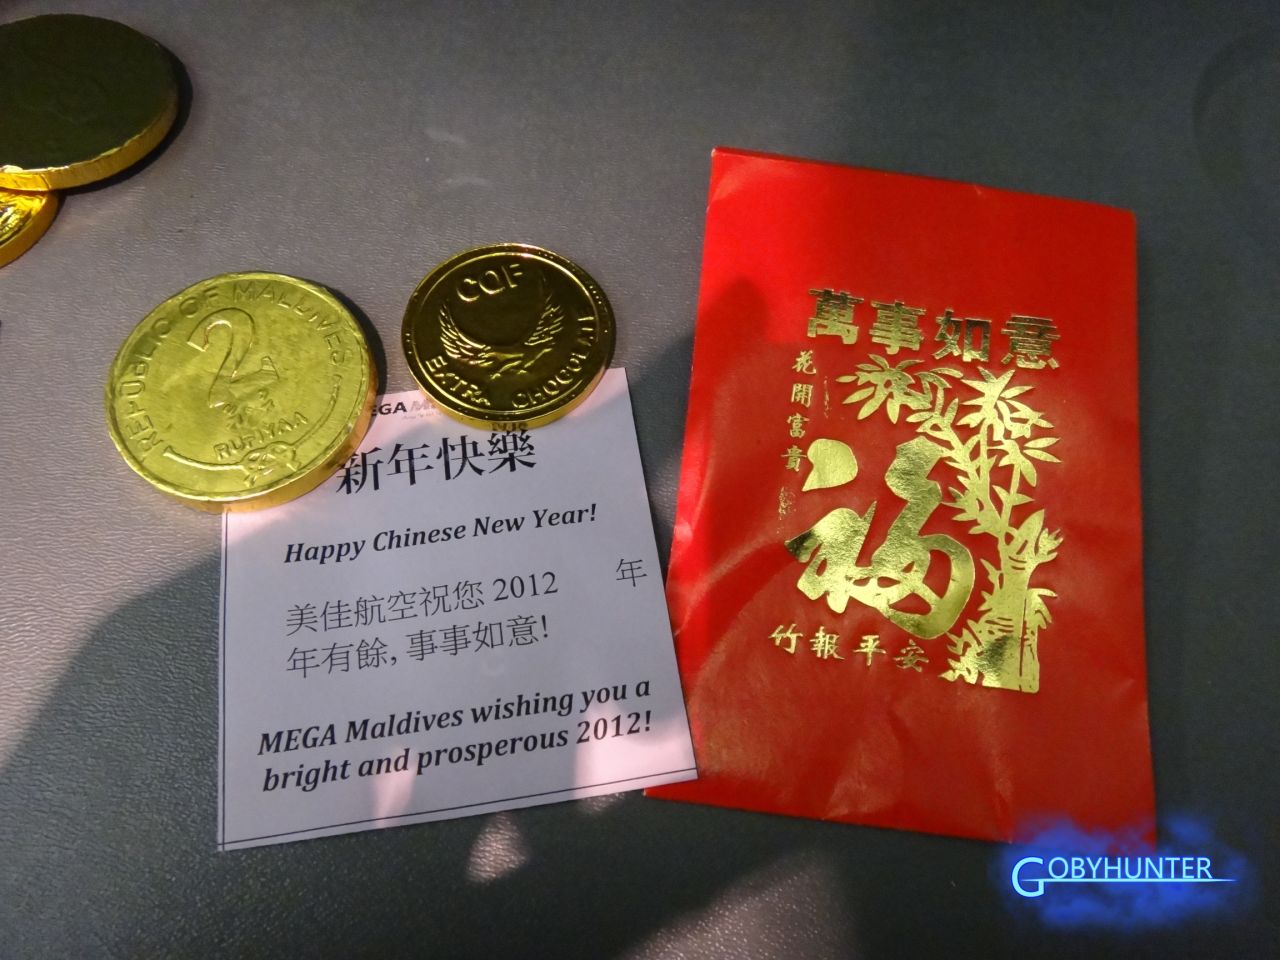 REPUBLIC OF MALDIVES
2
RUFIYAA
CQF
EXTRA CHOCOLATE
新年快樂
Happy Chinese New Year!
美佳航空祝您 2012 年
年有餘, 事事如意!
MEGA Maldives wishing you a
bright and prosperous 2012!
萬事如意
花開富貴
福
竹報平安
GOBYHUNTER